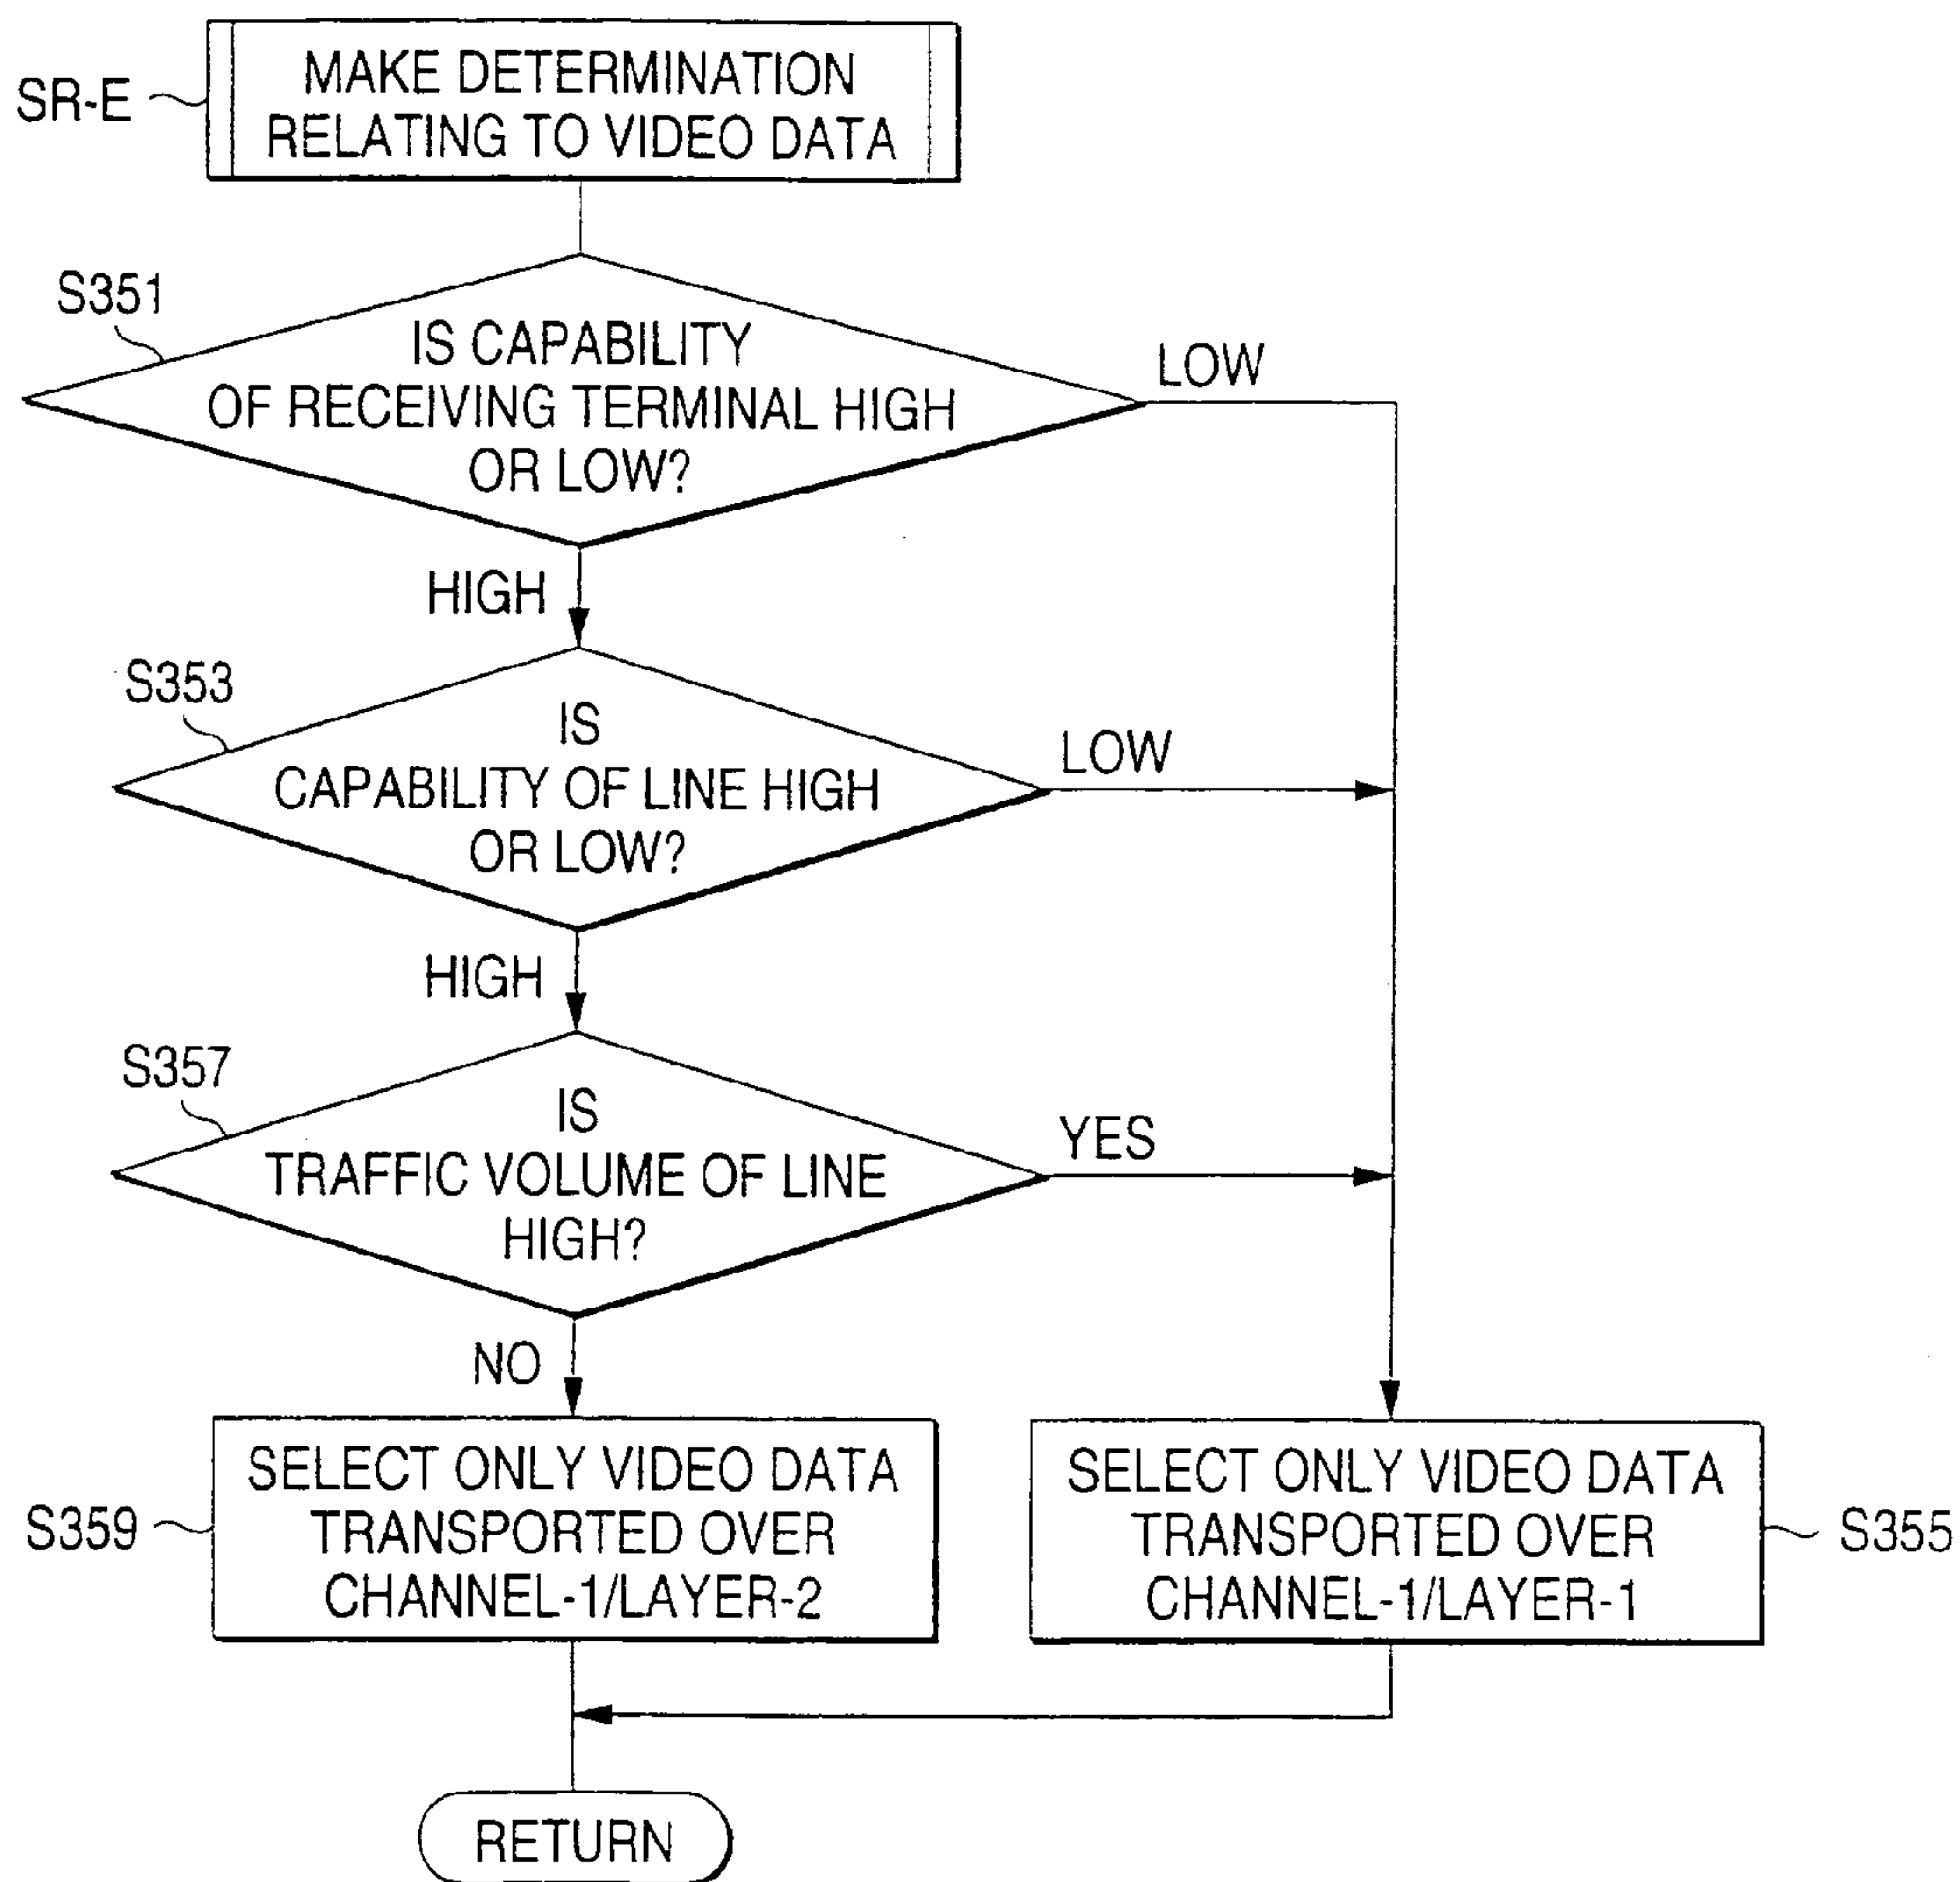 SR-E
MAKE DETERMINATION
RELATING TO VIDEO DATA
S351
IS CAPABILITY
OF RECEIVING TERMINAL HIGH
OR LOW?
LOW
HIGH
S353
IS
CAPABILITY OF LINE HIGH
OR LOW?
LOW
HIGH
S357
IS
TRAFFIC VOLUME OF LINE
HIGH?
YES
NO
S359
SELECT ONLY VIDEO DATA
TRANSPORTED OVER
CHANNEL-1/LAYER-2
SELECT ONLY VIDEO DATA
TRANSPORTED OVER
CHANNEL-1/LAYER-1
S355
RETURN